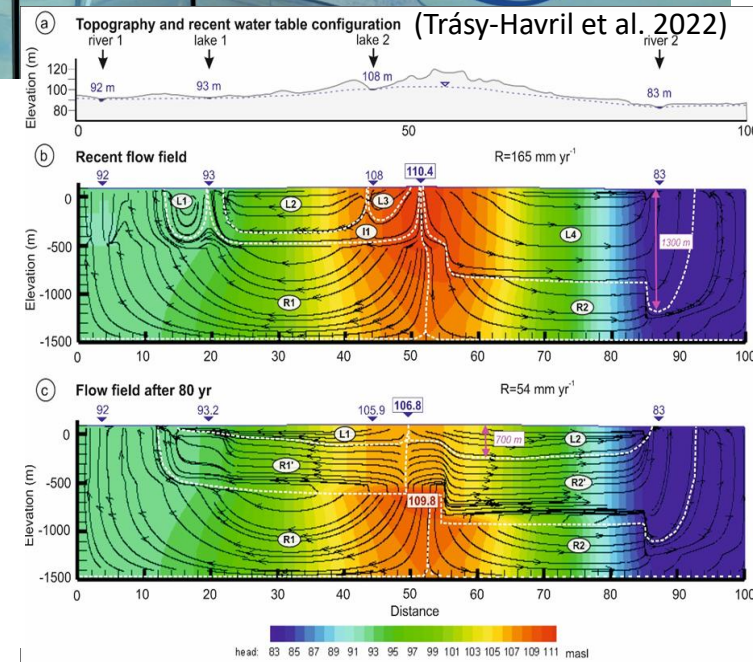 (Trásy-Havril et al. 2022)
a Topography and recent water table configuration
river 1 lake 1 lake 2 river 2
Elevation (m)
120
100
80
92 m 93 m 108 m 83 m
0 50 100
b Recent flow field R=165 mm yr-1
92 93 108 110.4 83
Elevation (m)
0
-500
-1000
-1500
L1 L2 L3 I1 L4 1300 m
R1 R2
0 10 20 30 40 50 60 70 80 90 100
c Flow field after 80 yr R=54 mm yr-1
92 93.2 105.9 106.8 83
Elevation (m)
0
-500
-1000
-1500
L1 700 m L2
R1' R2'
109.8
R1 R2
0 10 20 30 40 50 60 70 80 90 100
Distance
head: 83 85 87 89 91 93 95 97 99 101 103 105 107 109 111 masl